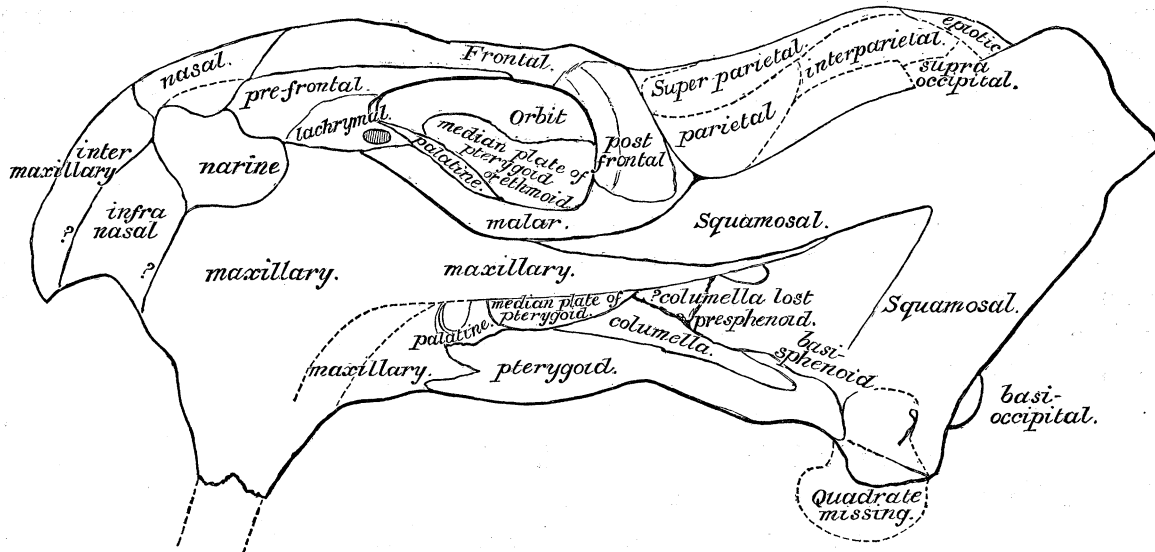 nasal.
Frontal.
Super parietal.
interparietal.
epiotic
supra
occipital.
pre-frontal.
lachrymal.
Orbit
post
frontal
parietal
inter
maxillary
narine
median plate of
pterygoid
orethmoid.
palatine.
infra
nasal
?
?
malar.
Squamosal.
maxillary.
maxillary.
median plate of
pterygoid.
?columella lost
presphenoid.
Squamosal.
palatine.
columella.
basi-
sphenoid
maxillary.
pterygoid.
basi-
occipital.
Quadrate
missing.